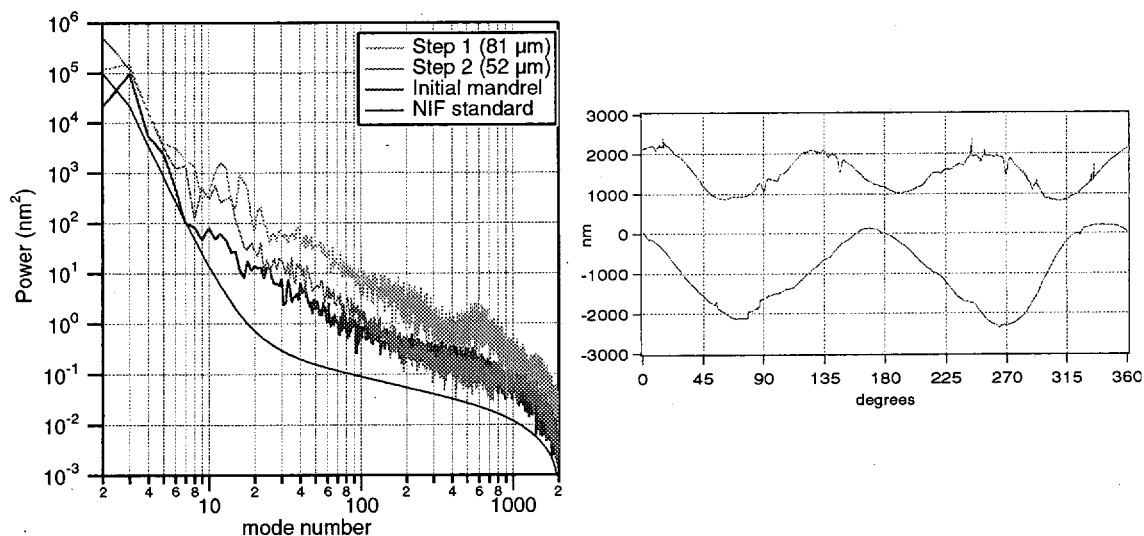 10^6
10^5
10^4
10^3
10^2
10^1
10^0
10^-1
10^-2
10^-3
Power (nm^2)
Step 1 (81 µm)
Step 2 (52 µm)
Initial mandrel
NIF standard
2 4 6 8 10 2 4 6 8 100 2 4 6 8 1000 2
mode number
3000
2000
1000
0
-1000
-2000
-3000
nm
0 45 90 135 180 225 270 315 360
degrees